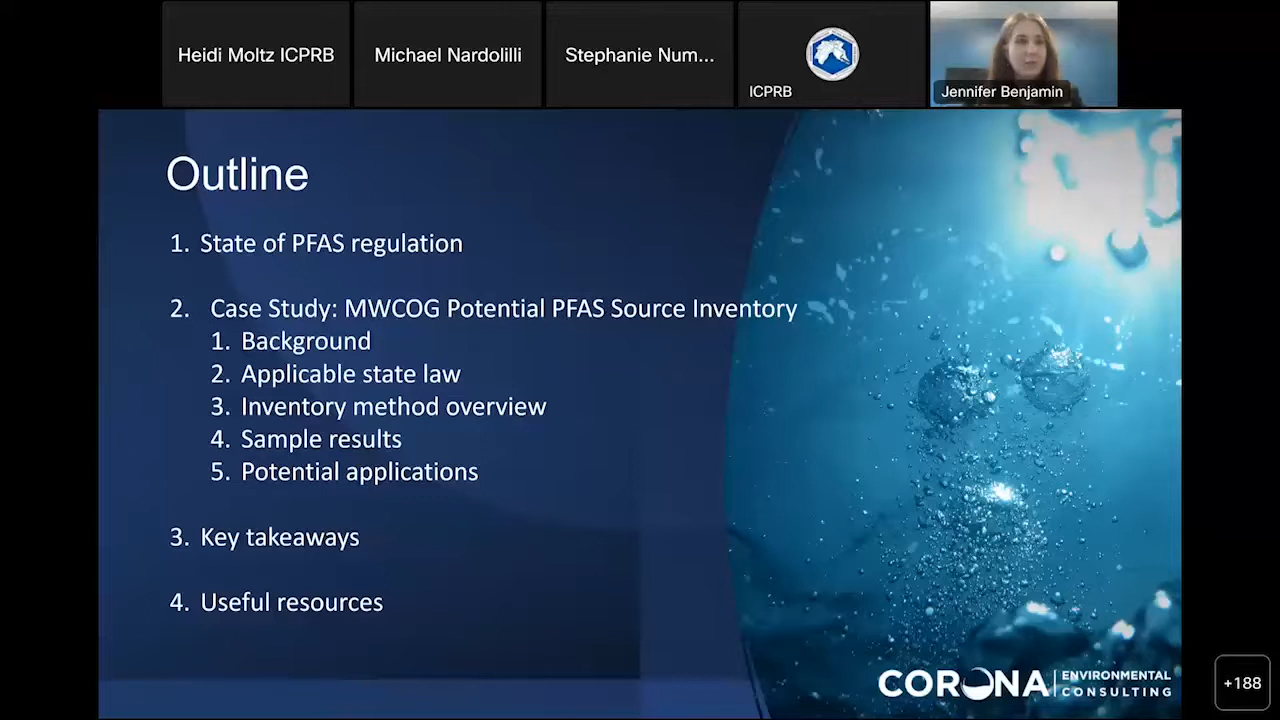 Heidi Moltz ICPRB
Michael Nardolilli
Stephanie Num...
ICPRB
Jennifer Benjamin
Outline
1. State of PFAS regulation
2. Case Study: MWCOG Potential PFAS Source Inventory
1. Background
2. Applicable state law
3. Inventory method overview
4. Sample results
5. Potential applications
3. Key takeaways
4. Useful resources
CORONA ENVIRONMENTAL
CONSULTING
+188